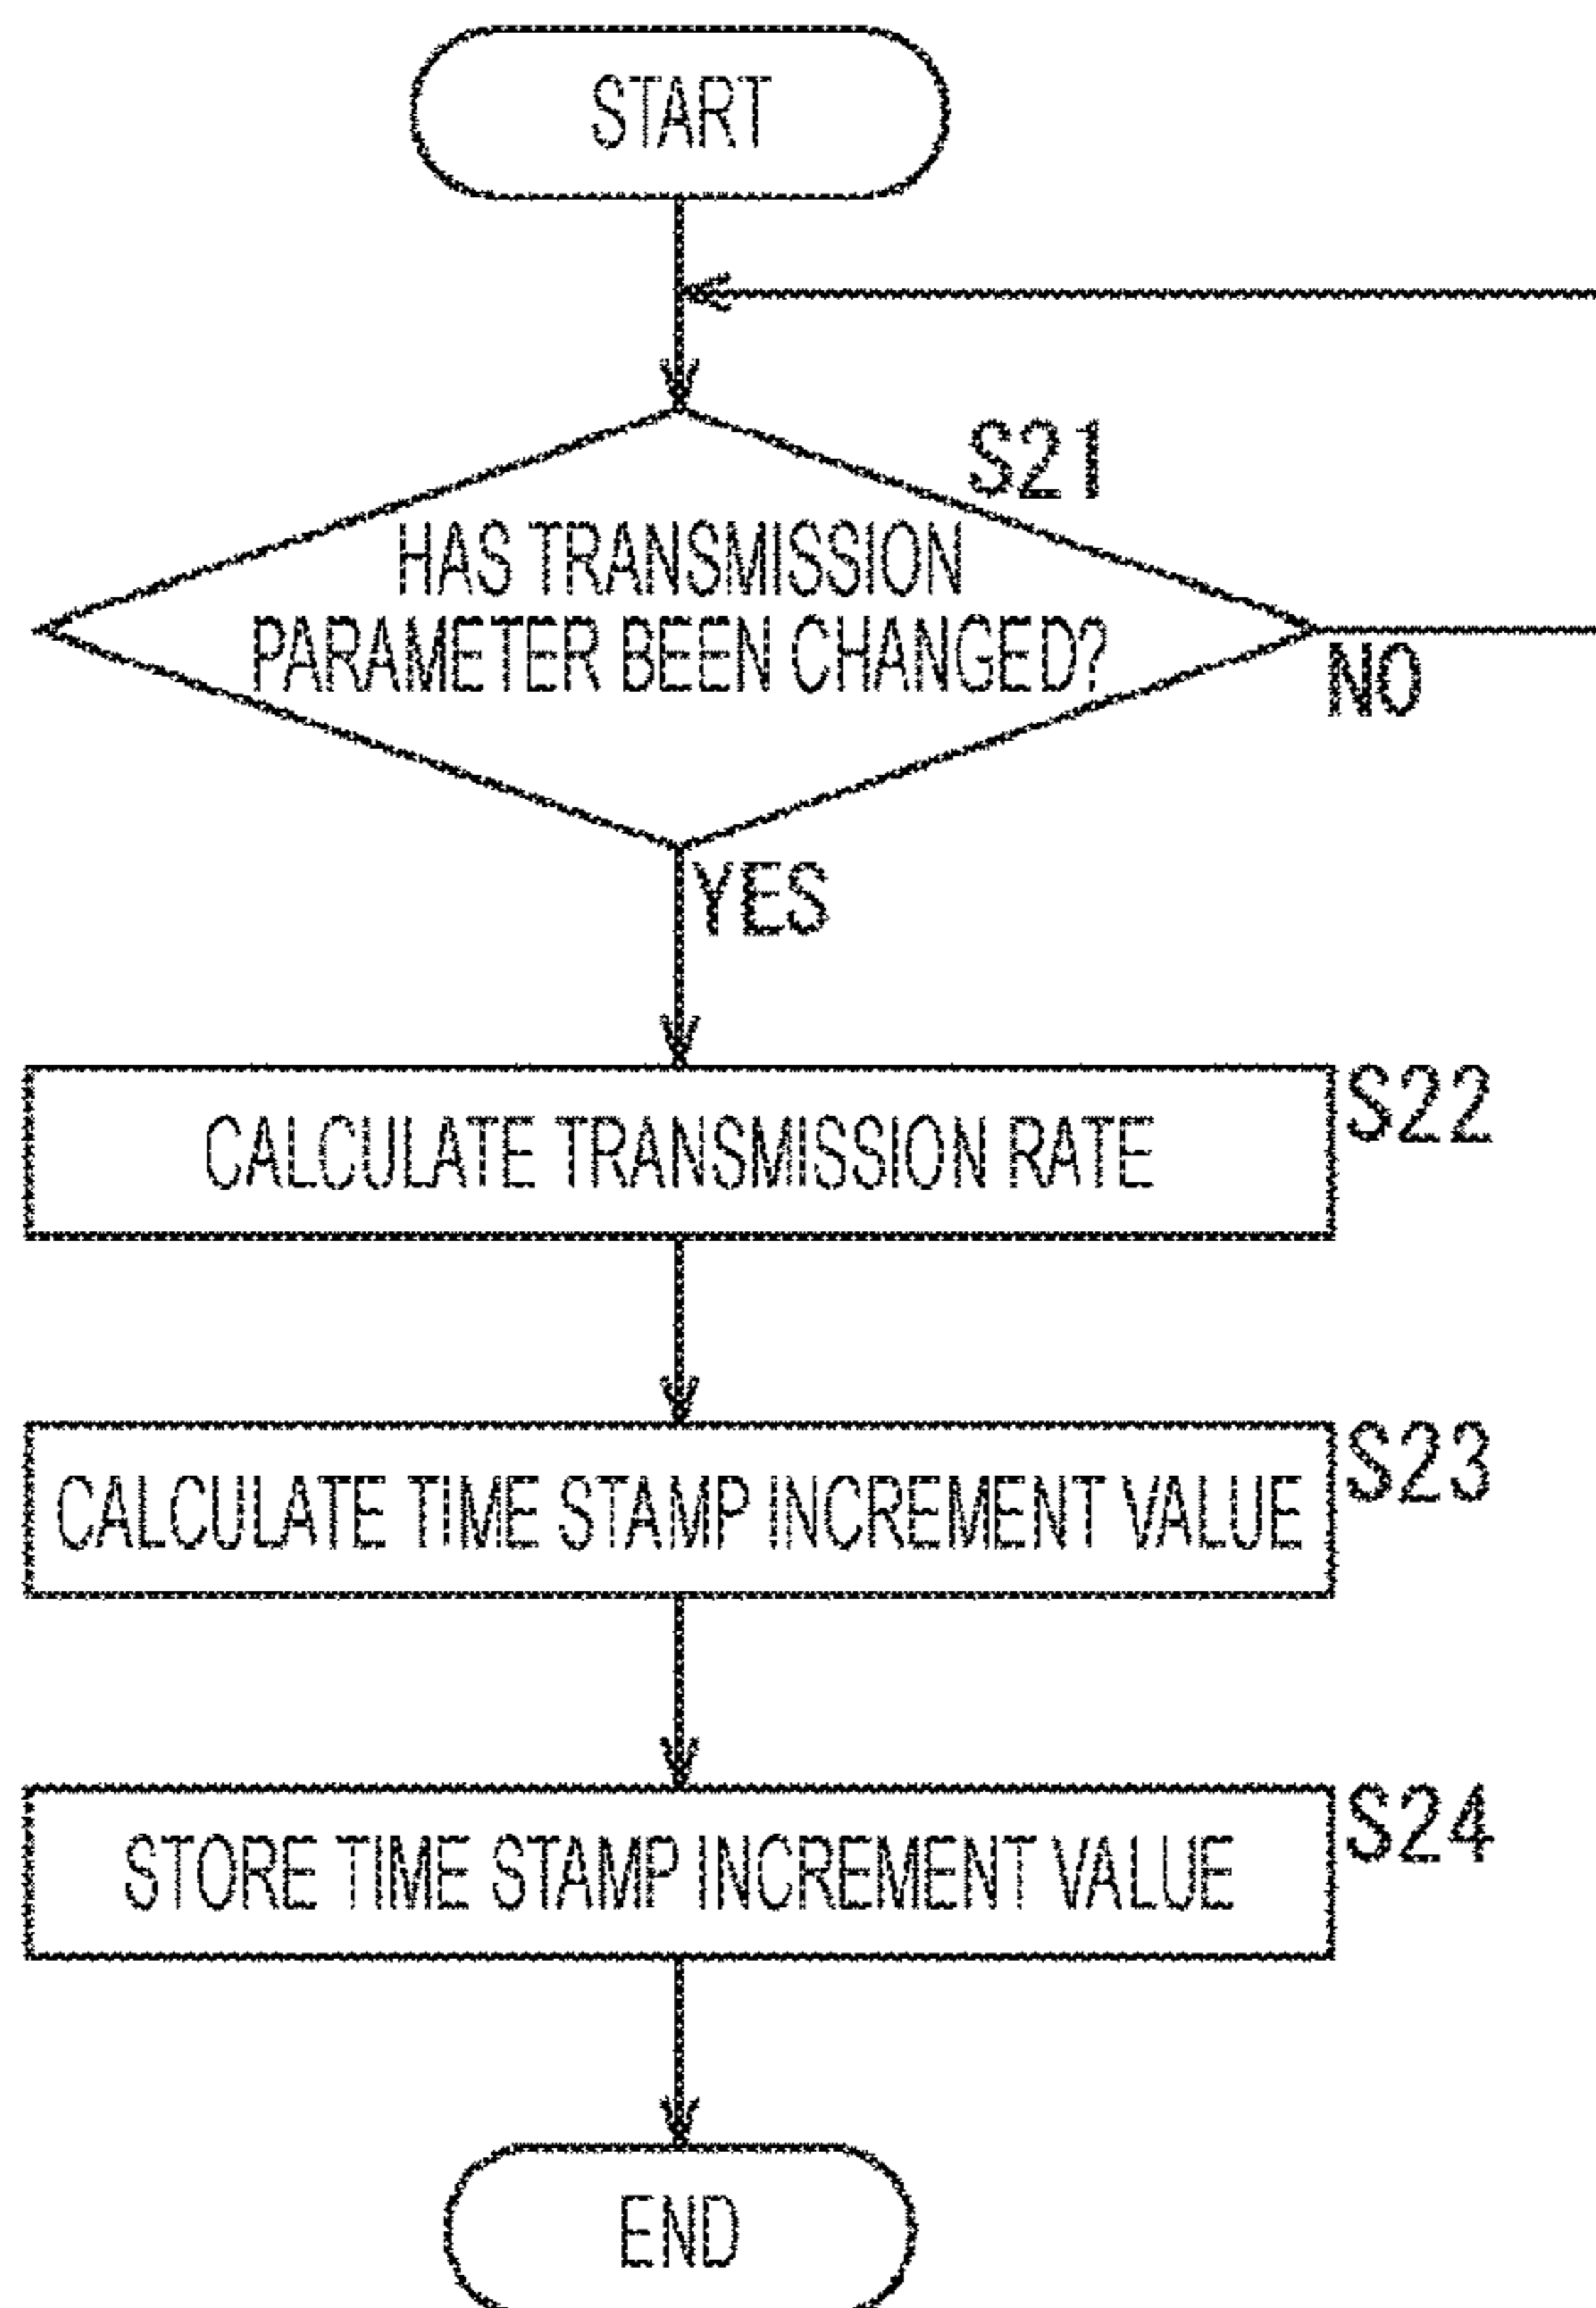 START
S21
HAS TRANSMISSION
PARAMETER BEEN CHANGED?
NO
YES
S22
CALCULATE TRANSMISSION RATE
S23
CALCULATE TIME STAMP INCREMENT VALUE
S24
STORE TIME STAMP INCREMENT VALUE
END